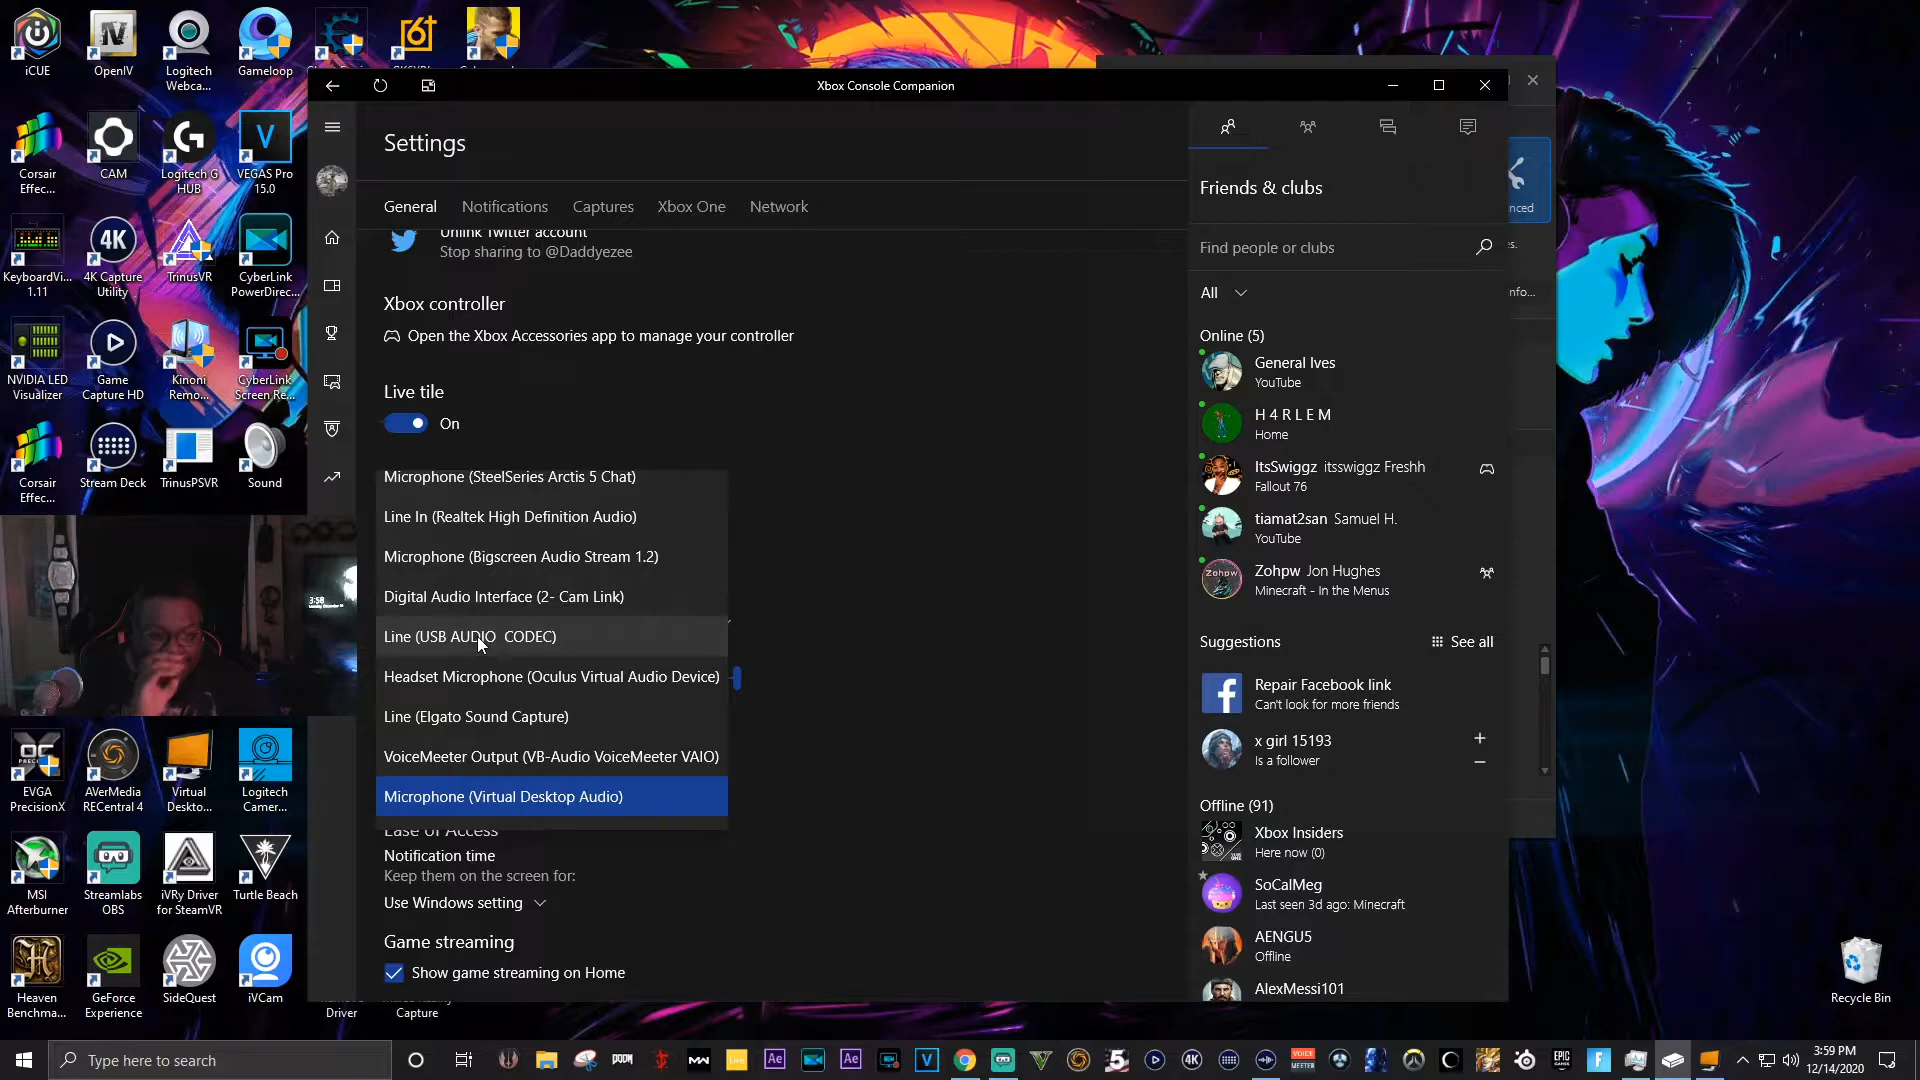 iCUE
OpenIV
Logitech Webca...
Gameloop
Corsair Effec...
CAM
Logitech G HUB
VEGAS Pro 15.0
KeyboardVi... 1.11
4K Capture Utility
TrinusVR
CyberLink PowerDirec...
NVIDIA LED Visualizer
Game Capture HD
Kinoni Remo...
CyberLink Screen Re...
Corsair Effec...
Stream Deck
TrinusPSVR
Sound
3:58
EVGA PrecisionX
AVerMedia RECentral 4
Virtual Deskto...
Logitech Camer...
MSI Afterburner
Streamlabs OBS
iVRy Driver for SteamVR
Turtle Beach
Heaven Benchma...
GeForce Experience
SideQuest
iVCam
Driver
Capture
Xbox Console Companion
Settings
General
Notifications
Captures
Xbox One
Network
Unlink Twitter account
Stop sharing to @Daddyezee
Xbox controller
Open the Xbox Accessories app to manage your controller
Live tile
On
Microphone (SteelSeries Arctis 5 Chat)
Line In (Realtek High Definition Audio)
Microphone (Bigscreen Audio Stream 1.2)
Digital Audio Interface (2- Cam Link)
Line (USB AUDIO  CODEC)
Headset Microphone (Oculus Virtual Audio Device)
Line (Elgato Sound Capture)
VoiceMeeter Output (VB-Audio VoiceMeeter VAIO)
Microphone (Virtual Desktop Audio)
Ease of Access
Notification time
Keep them on the screen for:
Use Windows setting
Game streaming
Show game streaming on Home
Friends & clubs
Find people or clubs
All
Online (5)
General Ives
YouTube
H 4 R L E M
Home
ItsSwiggz itsswiggz Freshh
Fallout 76
tiamat2san Samuel H.
YouTube
Zohpw Jon Hughes
Minecraft - In the Menus
Suggestions
See all
Repair Facebook link
Can't look for more friends
x girl 15193
Is a follower
Offline (91)
Xbox Insiders
Here now (0)
SoCalMeg
Last seen 3d ago: Minecraft
AENGU5
Offline
AlexMessi101
nced
es.
nfo...
Recycle Bin
Type here to search
3:59 PM
12/14/2020